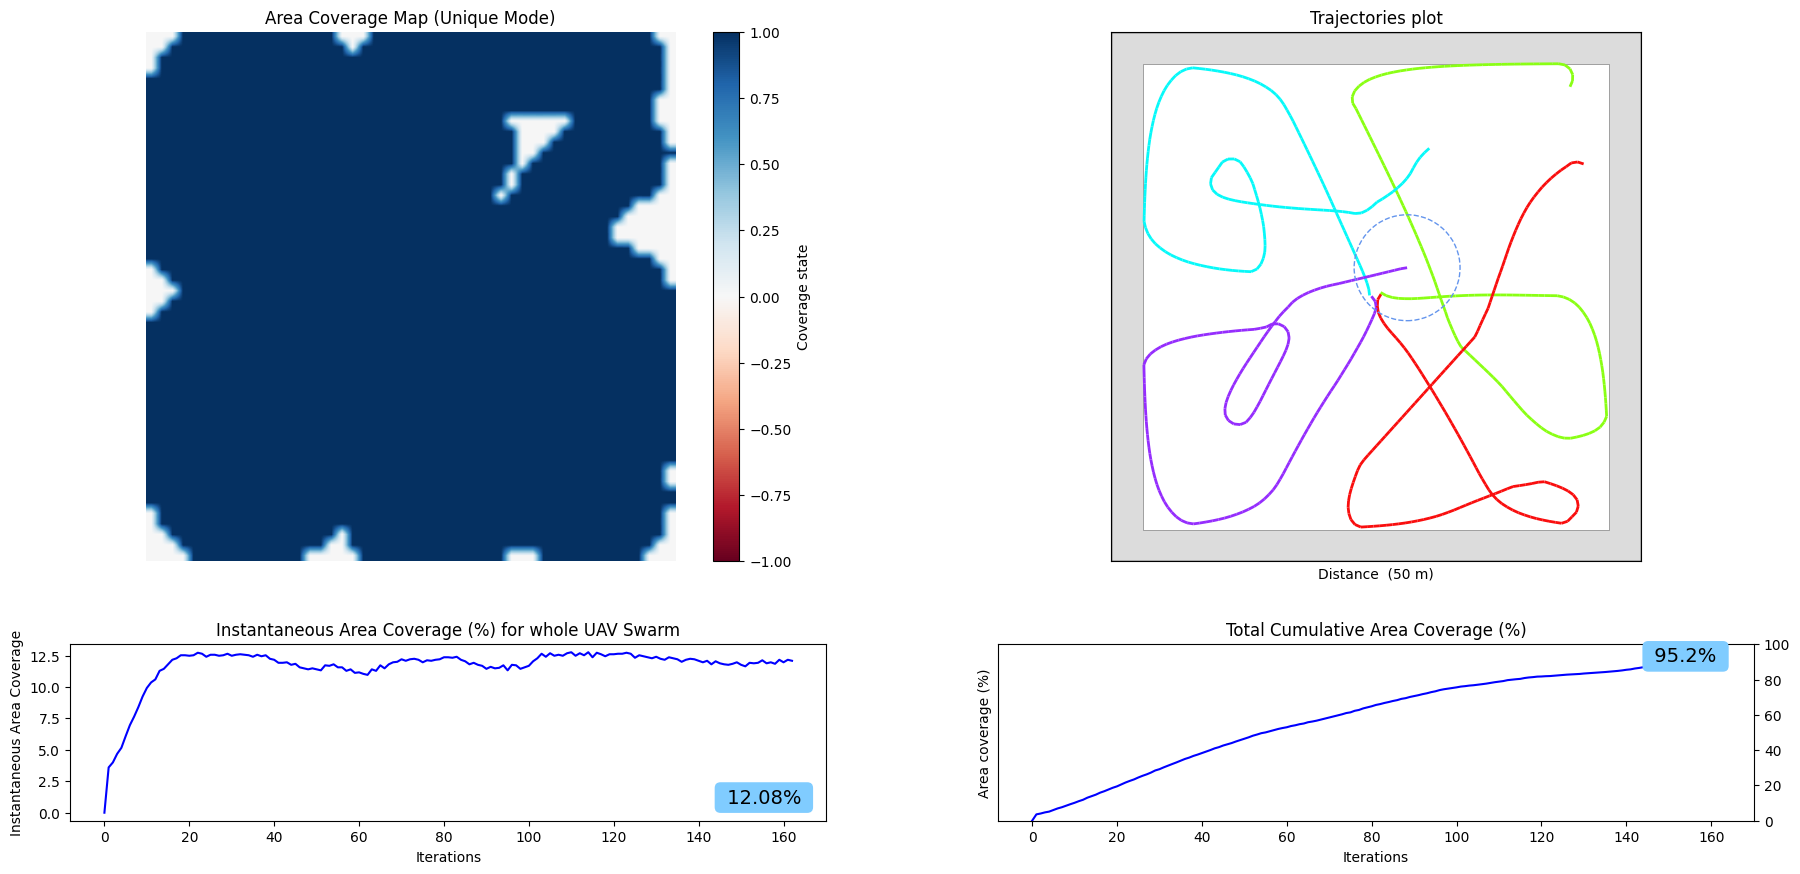 Area Coverage Map (Unique Mode)
1.00
0.75
0.50
0.25
0.00
−0.25
−0.50
−0.75
−1.00
Coverage state
Trajectories plot
Distance  (50 m)
Instantaneous Area Coverage (%) for whole UAV Swarm
Instantaneous Area Coverage
12.5
10.0
7.5
5.0
2.5
0.0
12.08%
0 20 40 60 80 100 120 140 160
Iterations
Total Cumulative Area Coverage (%)
Area coverage (%)
95.2%
100
80
60
40
20
0
0 20 40 60 80 100 120 140 160
Iterations